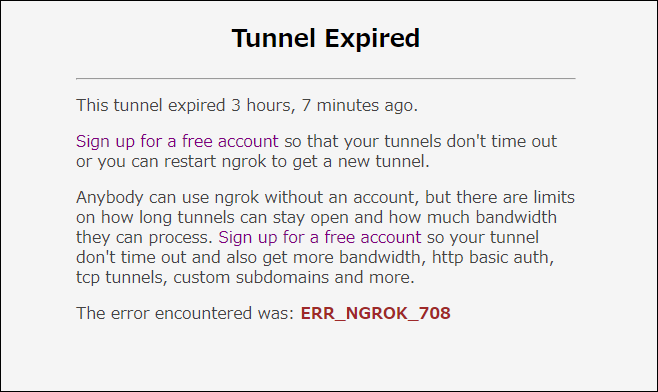 Tunnel Expired
This tunnel expired 3 hours, 7 minutes ago.
Sign up for a free account so that your tunnels don't time out
or you can restart ngrok to get a new tunnel.
Anybody can use ngrok without an account, but there are limits
on how long tunnels can stay open and how much bandwidth
they can process. Sign up for a free account so your tunnel
don't time out and also get more bandwidth, http basic auth,
tcp tunnels, custom subdomains and more.
The error encountered was: ERR_NGROK_708